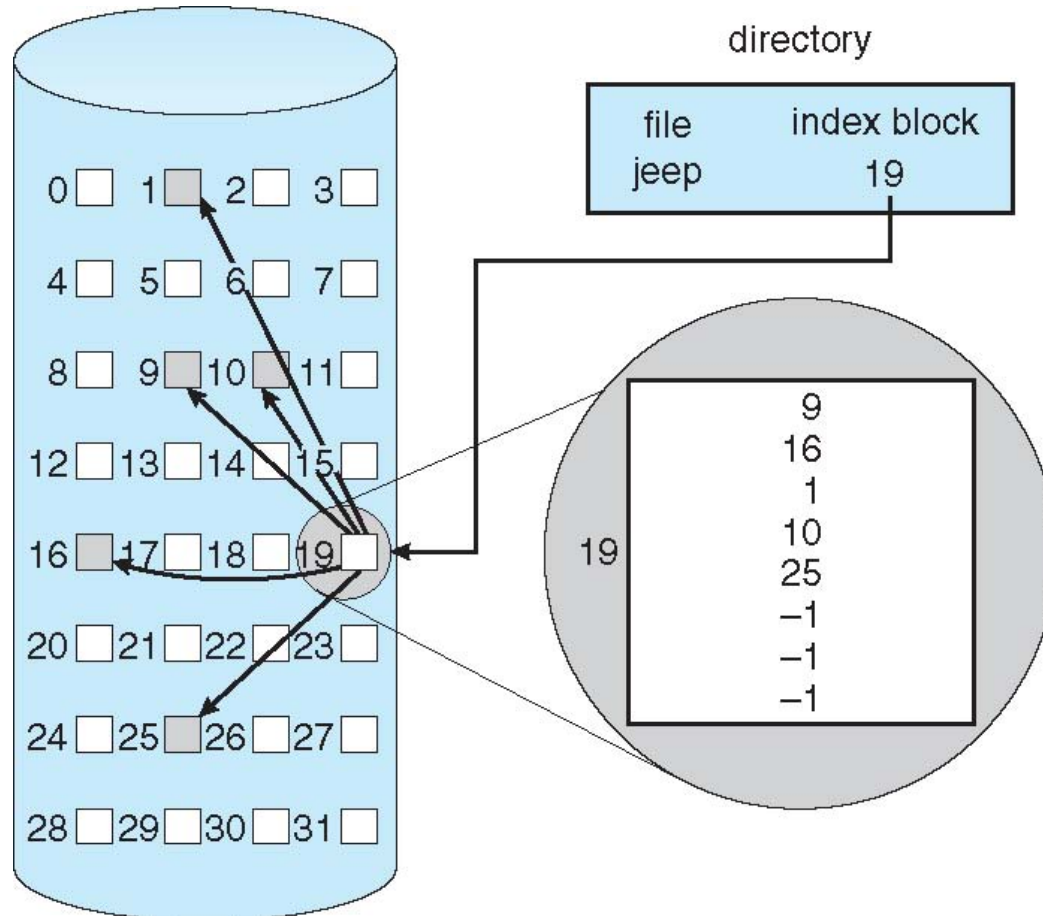 directory
file index block
jeep 19
0 1 2 3
4 5 6 7
8 9 10 11
12 13 14 15
16 17 18 19
20 21 22 23
24 25 26 27
28 29 30 31
19
9
16
1
10
25
–1
–1
–1